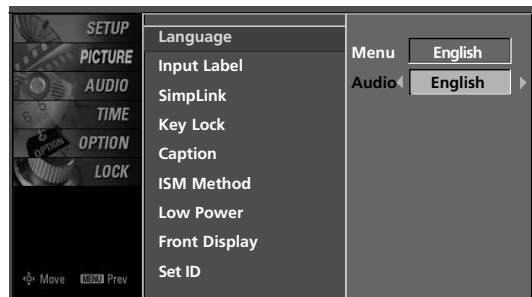 SETUP
PICTURE
AUDIO
TIME
OPTION
LOCK
Move MENU Prev
Language
Input Label
SimpLink
Key Lock
Caption
ISM Method
Low Power
Front Display
Set ID
Menu English
Audio English